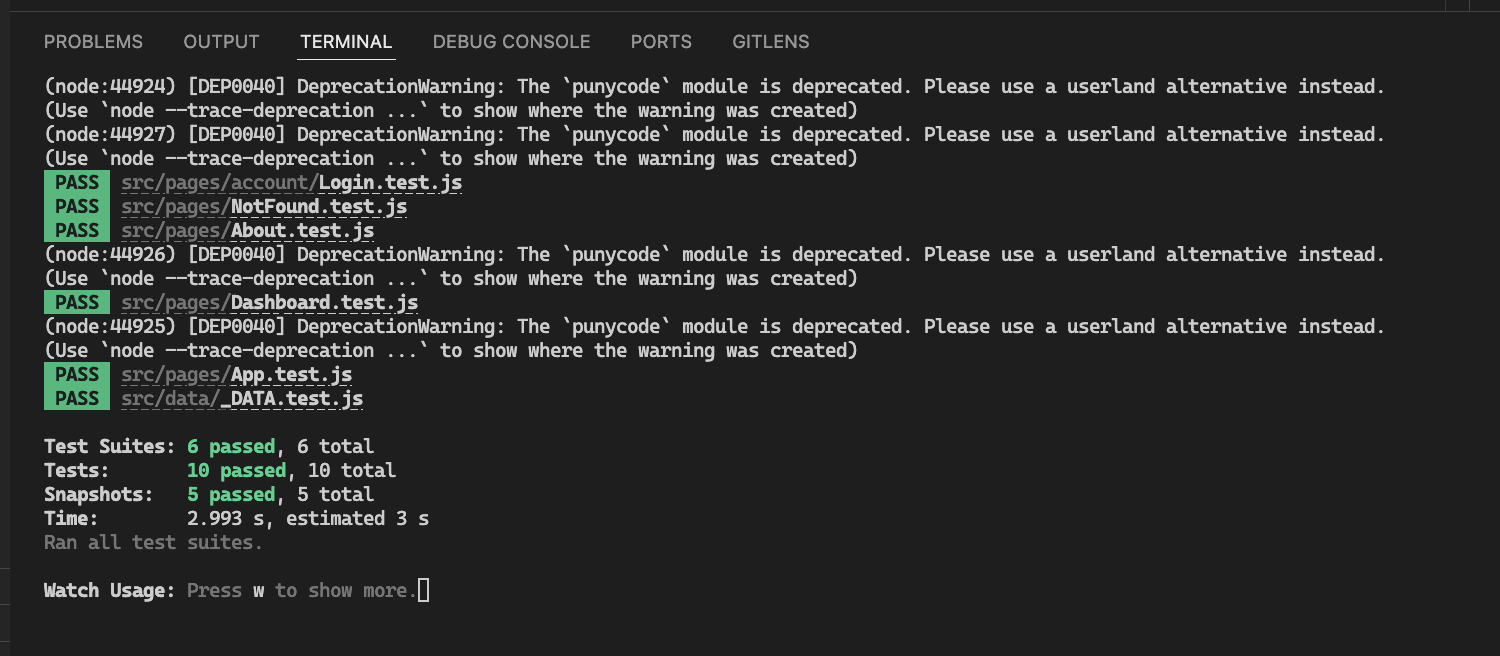 PROBLEMS OUTPUT TERMINAL DEBUG CONSOLE PORTS GITLENS
(node:44924) [DEP0040] DeprecationWarning: The `punycode` module is deprecated. Please use a userland alternative instead.
(Use `node --trace-deprecation ...` to show where the warning was created)
(node:44927) [DEP0040] DeprecationWarning: The `punycode` module is deprecated. Please use a userland alternative instead.
(Use `node --trace-deprecation ...` to show where the warning was created)
PASS src/pages/account/Login.test.js
PASS src/pages/NotFound.test.js
PASS src/pages/About.test.js
(node:44926) [DEP0040] DeprecationWarning: The `punycode` module is deprecated. Please use a userland alternative instead.
(Use `node --trace-deprecation ...` to show where the warning was created)
PASS src/pages/Dashboard.test.js
(node:44925) [DEP0040] DeprecationWarning: The `punycode` module is deprecated. Please use a userland alternative instead.
(Use `node --trace-deprecation ...` to show where the warning was created)
PASS src/pages/App.test.js
PASS src/data/_DATA.test.js
Test Suites: 6 passed, 6 total
Tests: 10 passed, 10 total
Snapshots: 5 passed, 5 total
Time: 2.993 s, estimated 3 s
Ran all test suites.
Watch Usage: Press w to show more.